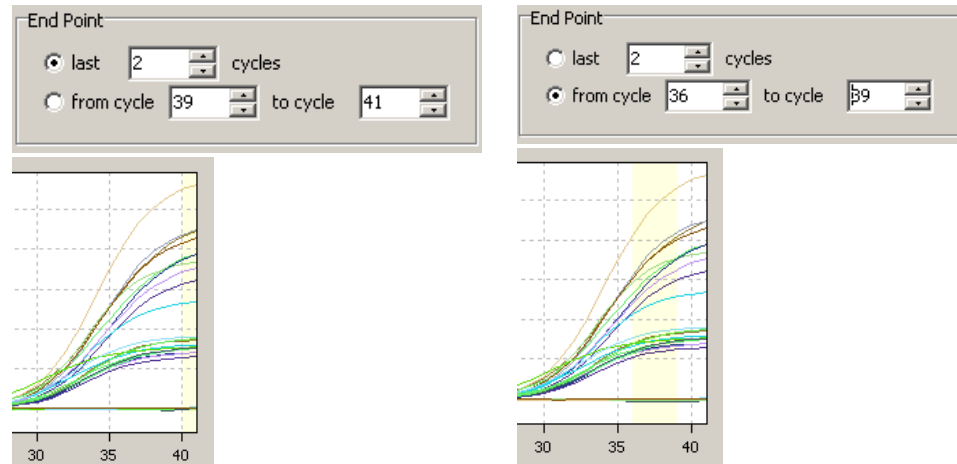 End Point
last 2 cycles
from cycle 39 to cycle 41
30 35 40
End Point
last 2 cycles
from cycle 36 to cycle 39
30 35 40